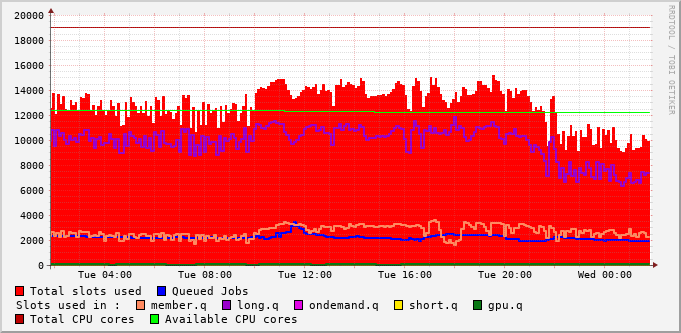 20000
18000
16000
14000
12000
10000
8000
6000
4000
2000
0
Tue 04:00 Tue 08:00 Tue 12:00 Tue 16:00 Tue 20:00 Wed 00:00
RRDTOOL / TOBI OETIKER
Total slots used Queued Jobs
Slots used in : member.q long.q ondemand.q short.q gpu.q
Total CPU cores Available CPU cores